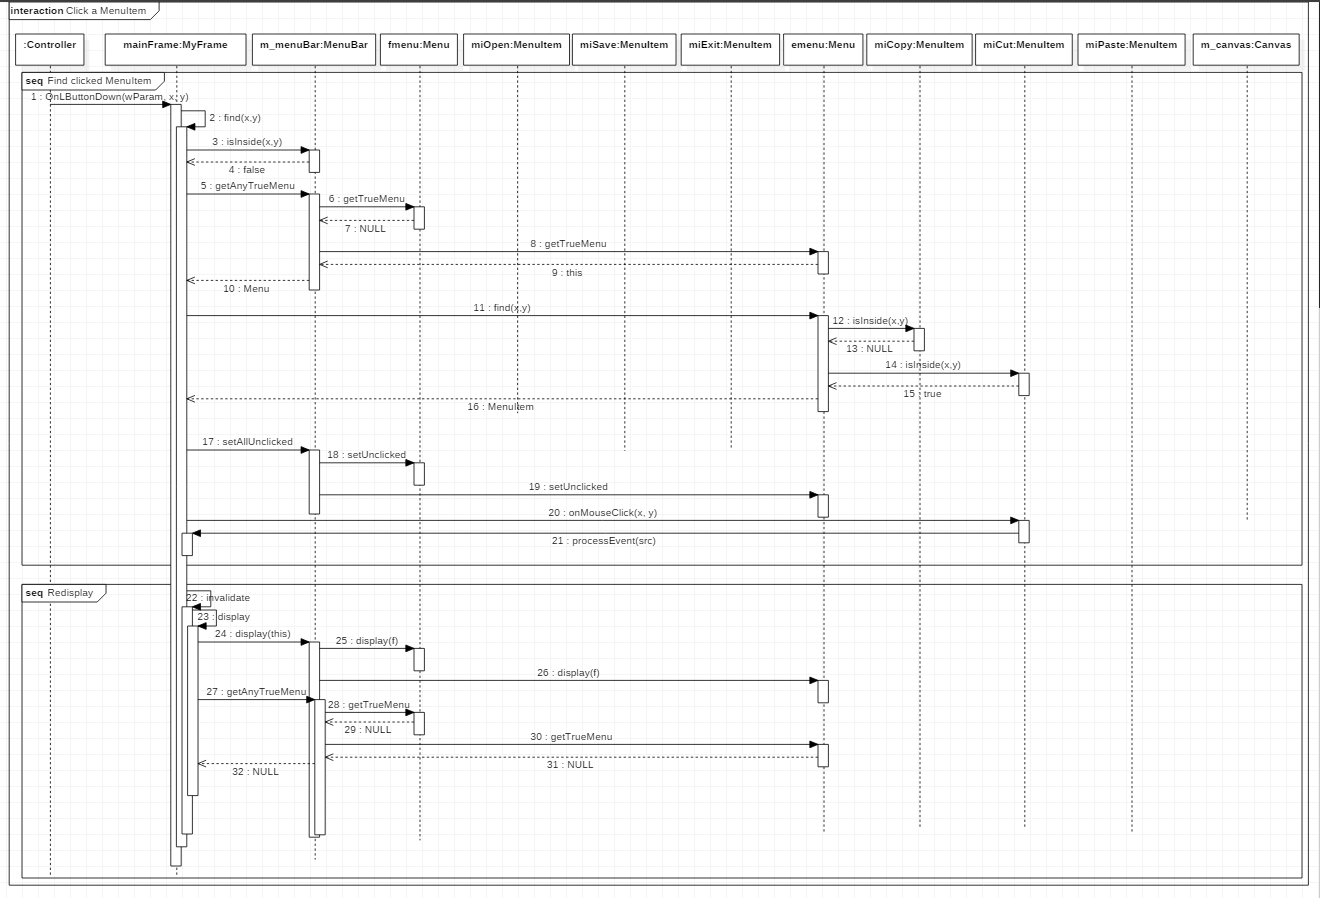 interaction Click a MenuItem
:Controller
mainFrame:MyFrame
m_menuBar:MenuBar
fmenu:Menu
miOpen:MenuItem
miSave:MenuItem
miExit:MenuItem
emenu:Menu
miCopy:MenuItem
miCut:MenuItem
miPaste:MenuItem
m_canvas:Canvas
seq Find clicked MenuItem
1 : OnLButtonDown(wParam, x, y)
2 : find(x,y)
3 : isInside(x,y)
4 : false
5 : getAnyTrueMenu
6 : getTrueMenu
7 : NULL
8 : getTrueMenu
9 : this
10 : Menu
11 : find(x,y)
12 : isInside(x,y)
13 : NULL
14 : isInside(x,y)
15 : true
16 : MenuItem
17 : setAllUnclicked
18 : setUnclicked
19 : setUnclicked
20 : onMouseClick(x, y)
21 : processEvent(src)
seq Redisplay
22 : invalidate
23 : display
24 : display(this)
25 : display(f)
26 : display(f)
27 : getAnyTrueMenu
28 : getTrueMenu
29 : NULL
30 : getTrueMenu
31 : NULL
32 : NULL